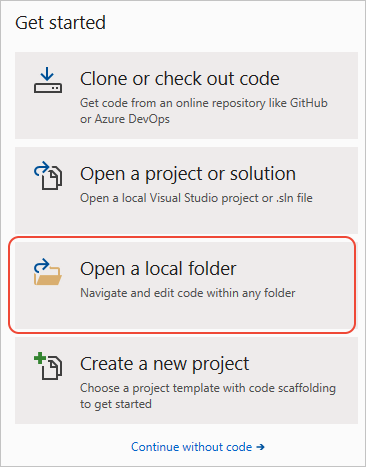 Get started
Clone or check out code
Get code from an online repository like GitHub
or Azure DevOps
Open a project or solution
Open a local Visual Studio project or .sln file
Open a local folder
Navigate and edit code within any folder
Create a new project
Choose a project template with code scaffolding
to get started
Continue without code →